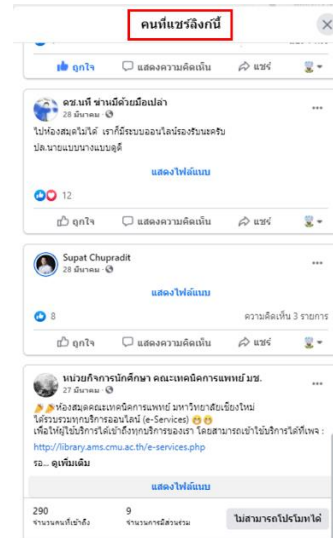 คนที่แชร์ลิงก์นี้
ถูกใจ แสดงความคิดเห็น แชร์
ดช.นที ซ่านมีด้วยมือเปล่า
28 มีนาคม
ไปห้องสมุดไม่ได้ เราก็มีระบบออนไลน์รองรับนะครับ
ปล.นายแบบนางแบบดูดี
แสดงไฟล์แนบ
12
ถูกใจ แสดงความคิดเห็น แชร์
Supat Chupradit
28 มีนาคม
แสดงไฟล์แนบ
8 ความคิดเห็น 3 รายการ
ถูกใจ แสดงความคิดเห็น แชร์
หน่วยกิจการนักศึกษา คณะเทคนิคการแพทย์ มช.
27 มีนาคม
ห้องสมุดคณะเทคนิคการแพทย์ มหาวิทยาลัยเชียงใหม่
ได้รวบรวมทุกบริการออนไลน์ (e-Services)
เพื่อให้ผู้ใช้บริการได้เข้าถึงทุกบริการของเรา โดยสามารถเข้าใช้บริการได้ที่เพจ :
http://library.ams.cmu.ac.th/e-services.php
รอ... ดูเพิ่มเติม
แสดงไฟล์แนบ
290 9 ไม่สามารถโปรโมทได้
จำนวนคนที่เข้าถึง จำนวนการมีส่วนร่วม